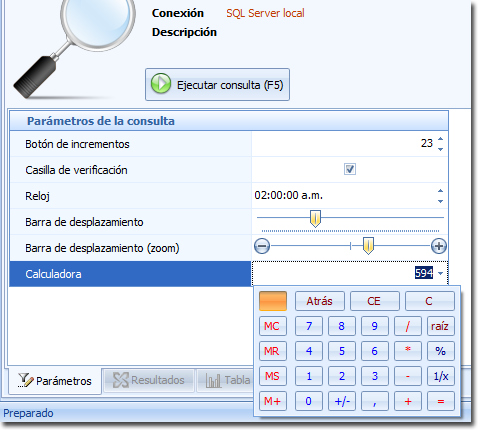 Conexión SQL Server local
Descripción
Ejecutar consulta (F5)
Parámetros de la consulta
Botón de incrementos 23
Casilla de verificación
Reloj 02:00:00 a.m.
Barra de desplazamiento
Barra de desplazamiento (zoom)
Calculadora 594
Atrás CE C
MC 7 8 9 / raíz
MR 4 5 6 * %
MS 1 2 3 - 1/x
M+ 0 +/- , + =
Parámetros Resultados Tabla
Preparado